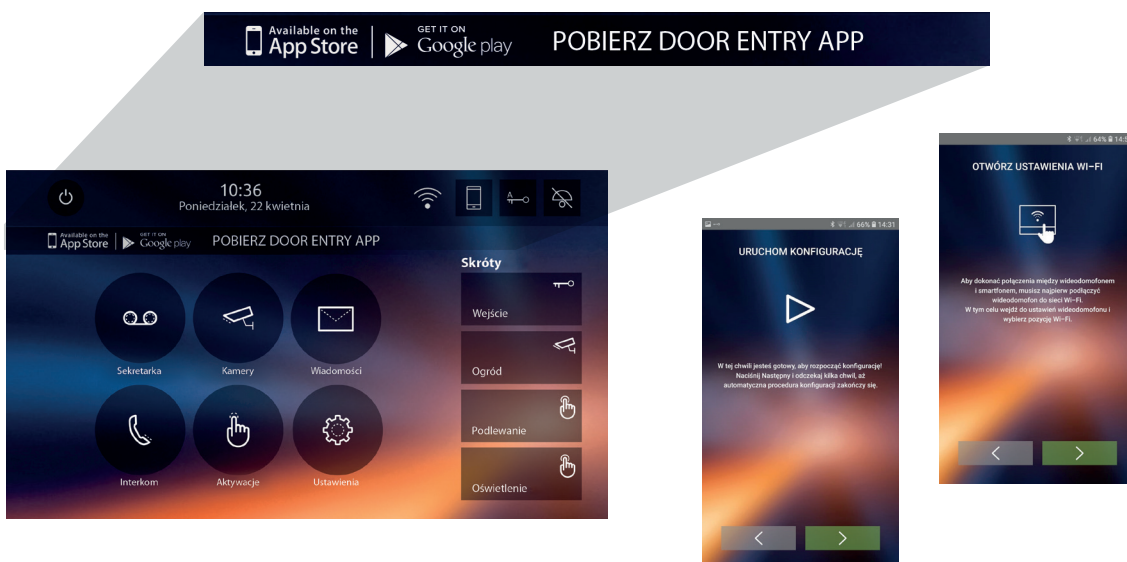 Available on the
App Store
GET IT ON
Google play
POBIERZ DOOR ENTRY APP
10:36
Poniedziałek, 22 kwietnia
A
Available on the
App Store
GET IT ON
Google play
POBIERZ DOOR ENTRY APP
Skróty
Wejście
Ogród
Podlewanie
Oświetlenie
Sekretarka
Kamery
Wiadomości
Interkom
Aktywacje
Ustawienia
66% 14:31
URUCHOM KONFIGURACJĘ
W tej chwili jesteś gotowy, aby rozpocząć konfigurację!
Naciśnij Następny i odczekaj kilka chwil, aż
automatyczna procedura konfiguracji zakończy się.
64%
OTWÓRZ USTAWIENIA WI-FI
Aby dokonać połączenia między wideodomofonem
i smartfonem, musisz najpierw podłączyć
wideodomofon do sieci Wi-Fi.
W tym celu wejdź do ustawień wideodomofonu i
wybierz pozycję Wi-Fi.